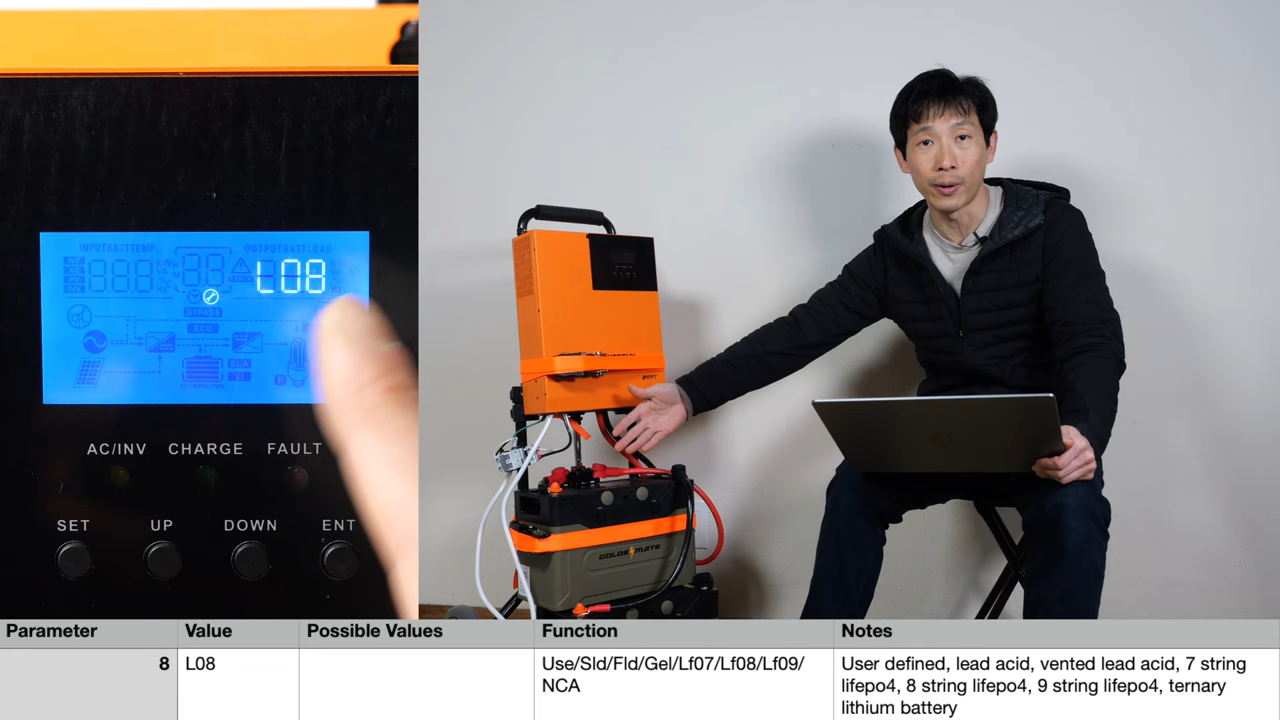 INPUTBATTTEMP
OUTPUTBATTLOAD
L08
BYPASS
ECO
AC/INV CHARGE FAULT
SET UP DOWN ENT
MPPT
GOLDENMATE
Parameter Value Possible Values Function Notes
8 L08 Use/Sld/Fld/Gel/Lf07/Lf08/Lf09/ User defined, lead acid, vented lead acid, 7 string
NCA lifepo4, 8 string lifepo4, 9 string lifepo4, ternary
lithium battery